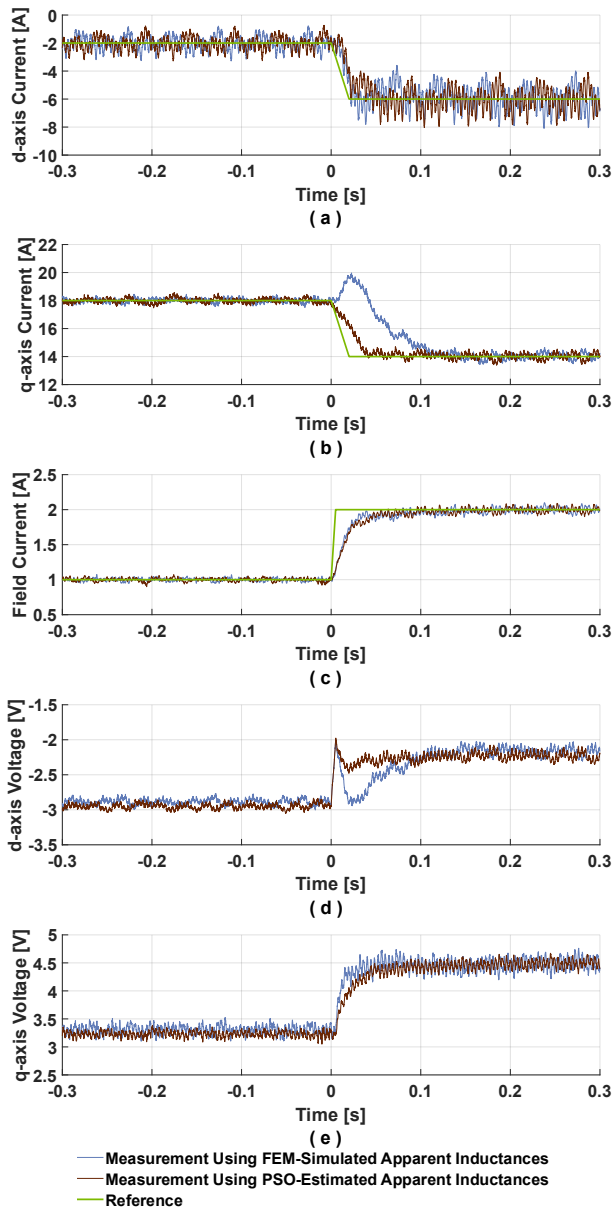 0
-2
-4
-6
-8
-10
d-axis Current [A]
-0.3 -0.2 -0.1 0 0.1 0.2 0.3
Time [s]
( a )
22
20
18
16
14
12
q-axis Current [A]
-0.3 -0.2 -0.1 0 0.1 0.2 0.3
Time [s]
( b )
2.5
2
1.5
1
0.5
Field Current [A]
-0.3 -0.2 -0.1 0 0.1 0.2 0.3
Time [s]
( c )
-1.5
-2
-2.5
-3
-3.5
d-axis Voltage [V]
-0.3 -0.2 -0.1 0 0.1 0.2 0.3
Time [s]
( d )
5
4.5
4
3.5
3
2.5
q-axis Voltage [V]
-0.3 -0.2 -0.1 0 0.1 0.2 0.3
Time [s]
( e )
Measurement Using FEM-Simulated Apparent Inductances
Measurement Using PSO-Estimated Apparent Inductances
Reference